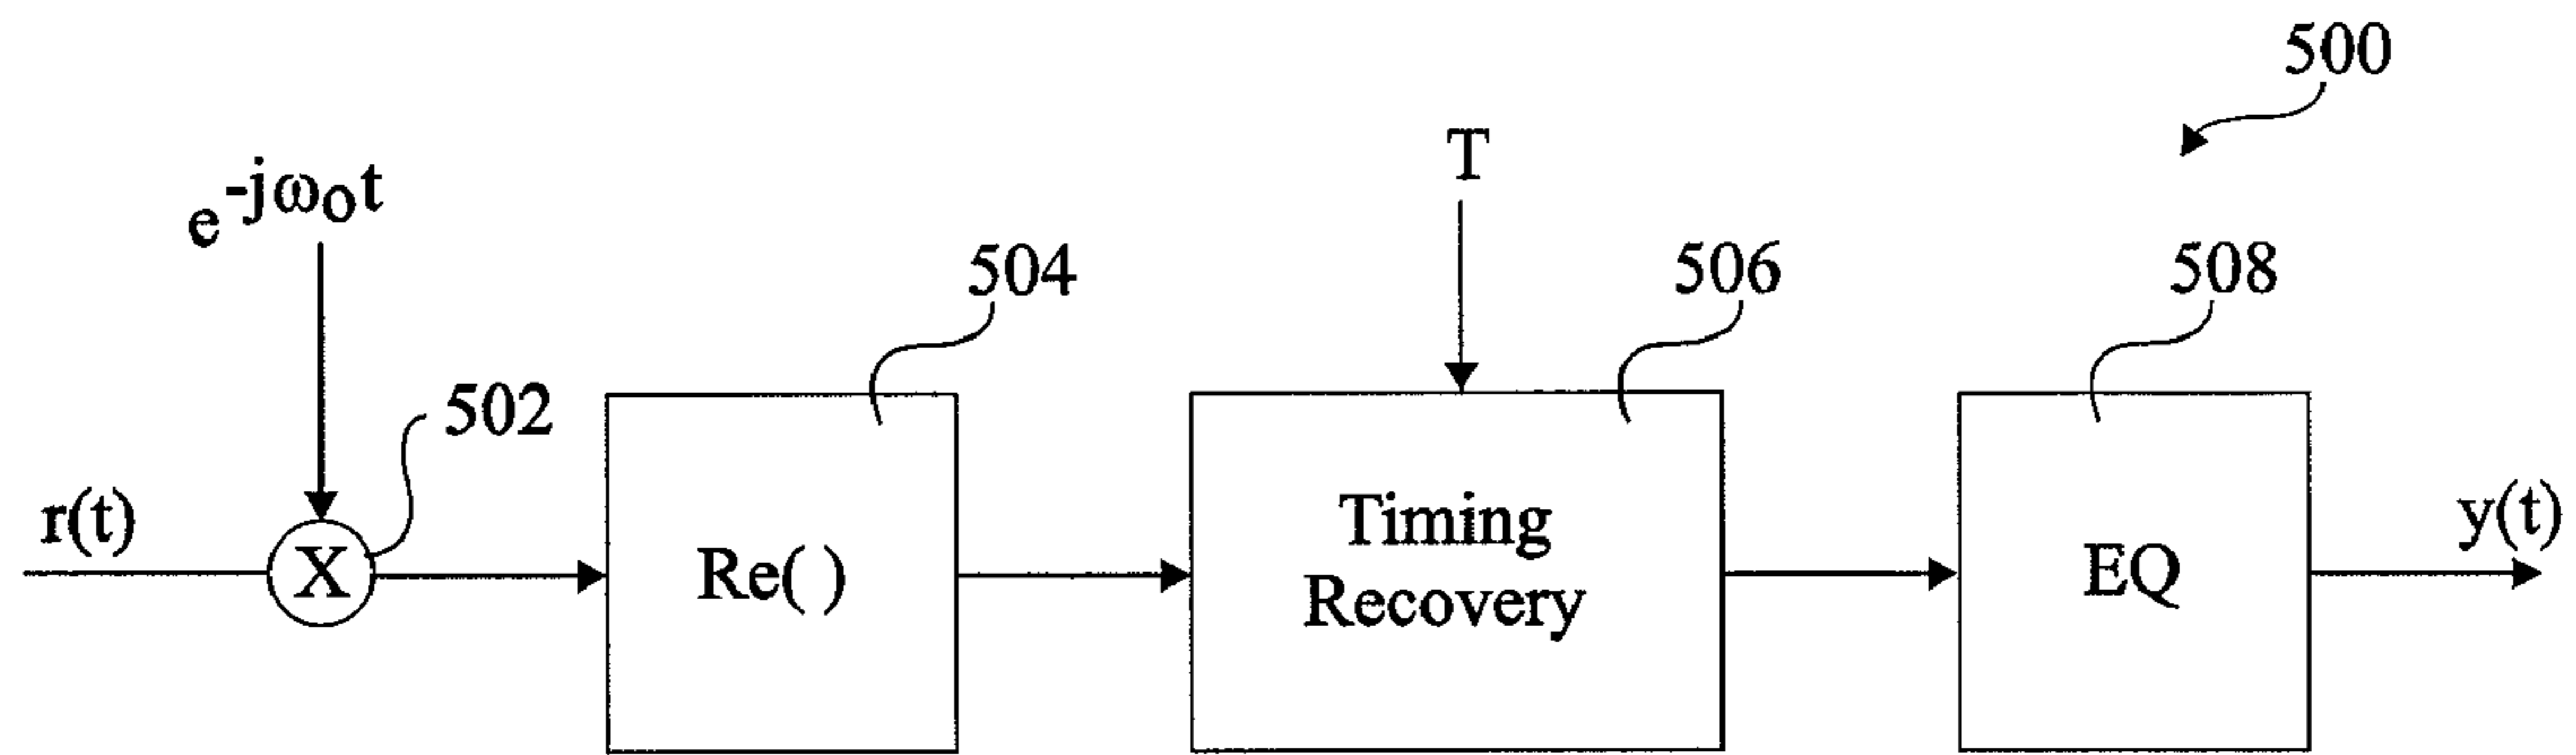 500
T
e^-jω₀t
504
506
508
502
r(t)
X
Re( )
Timing
Recovery
EQ
y(t)